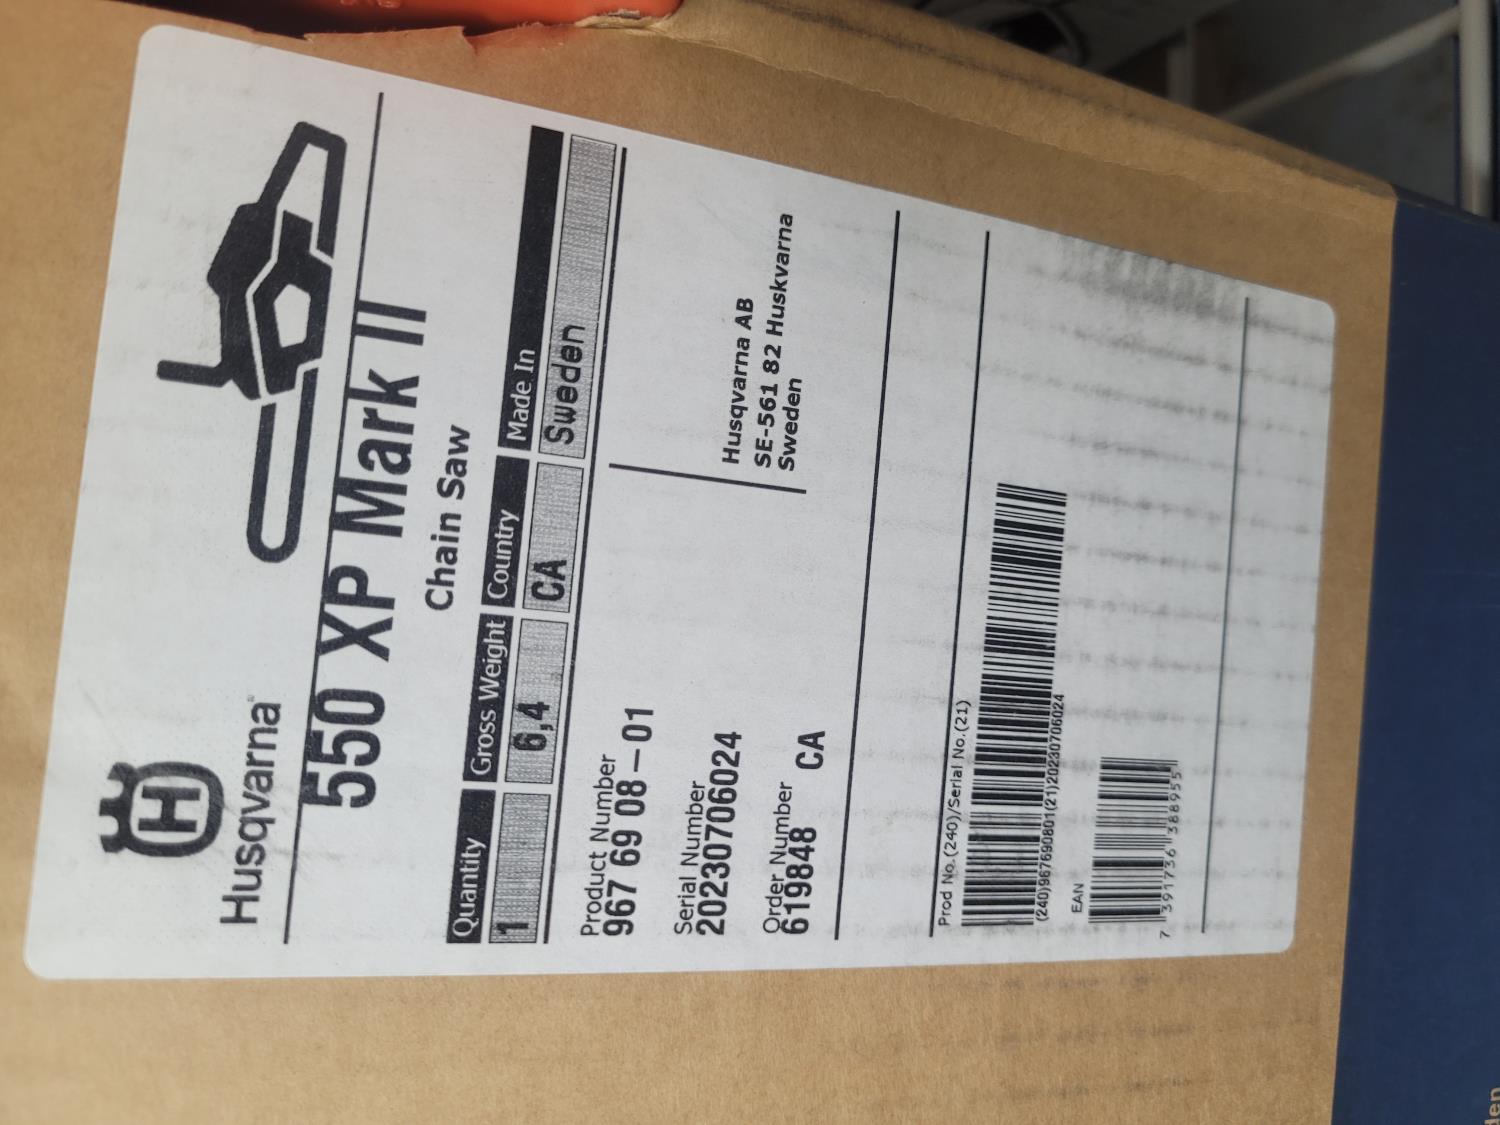 Husqvarna
550 XP Mark II
Chain Saw
Quantity Gross Weight Country Made In
1 6,4 CA Sweden
Product Number
967 69 08-01
Serial Number
20230706024
Order Number
619848 CA
Husqvarna AB
SE-561 82 Huskvarna
Sweden
Prod No.(240)/Serial No.(21)
(240)967690801(21)20230706024
EAN
7 391736 388955